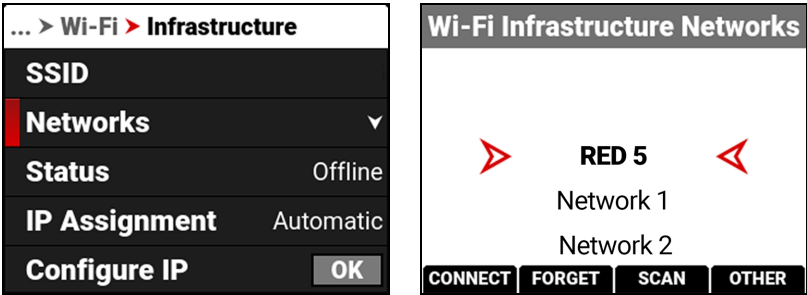 ... > Wi-Fi > Infrastructure
SSID
Networks
Status Offline
IP Assignment Automatic
Configure IP OK
Wi-Fi Infrastructure Networks
RED 5
Network 1
Network 2
CONNECT FORGET SCAN OTHER